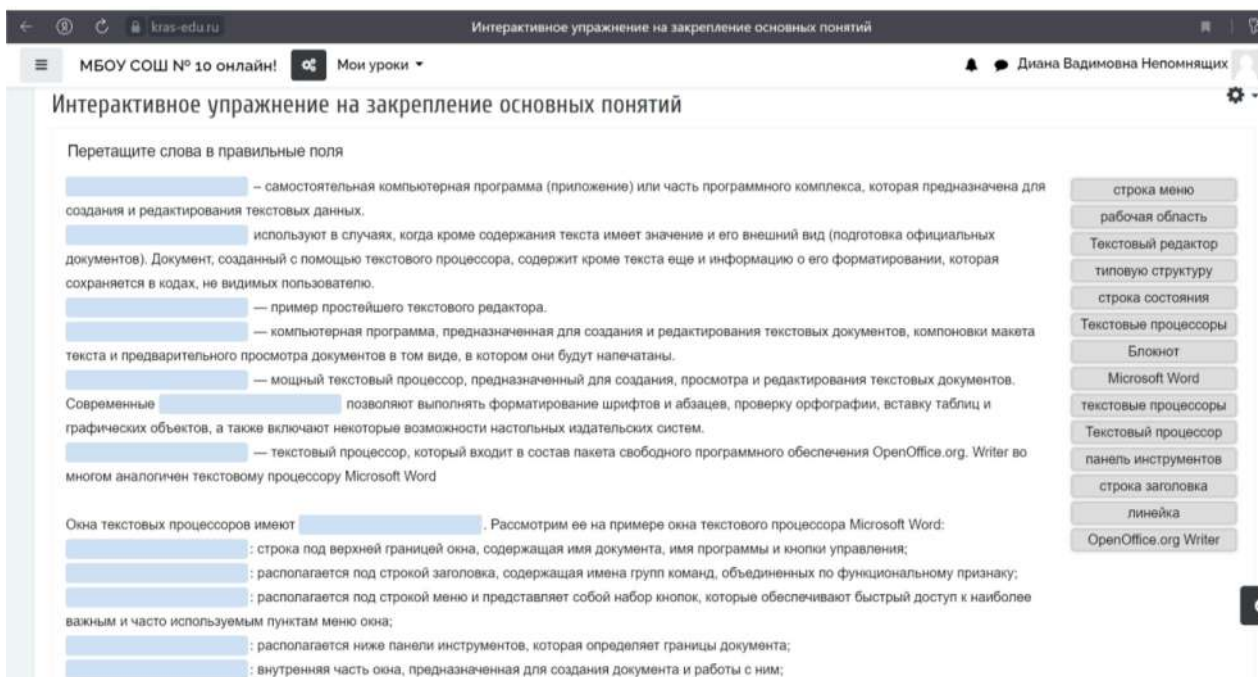 kras-edu.ru
Интерактивное упражнение на закрепление основных понятий
МБОУ СОШ № 10 онлайн!
Мои уроки
Диана Вадимовна Непомнящих
Интерактивное упражнение на закрепление основных понятий
Перетащите слова в правильные поля
– самостоятельная компьютерная программа (приложение) или часть программного комплекса, которая предназначена для
создания и редактирования текстовых данных.
используют в случаях, когда кроме содержания текста имеет значение и его внешний вид (подготовка официальных
документов). Документ, созданный с помощью текстового процессора, содержит кроме текста еще и информацию о его форматировании, которая
сохраняется в кодах, не видимых пользователю.
— пример простейшего текстового редактора.
— компьютерная программа, предназначенная для создания и редактирования текстовых документов, компоновки макета
текста и предварительного просмотра документов в том виде, в котором они будут напечатаны.
— мощный текстовый процессор, предназначенный для создания, просмотра и редактирования текстовых документов.
Современные позволяют выполнять форматирование шрифтов и абзацев, проверку орфографии, вставку таблиц и
графических объектов, а также включают некоторые возможности настольных издательских систем.
— текстовый процессор, который входит в состав пакета свободного программного обеспечения OpenOffice.org. Writer во
многом аналогичен текстовому процессору Microsoft Word
Окна текстовых процессоров имеют . Рассмотрим ее на примере окна текстового процессора Microsoft Word:
: строка под верхней границей окна, содержащая имя документа, имя программы и кнопки управления;
: располагается под строкой заголовка, содержащая имена групп команд, объединенных по функциональному признаку;
: располагается под строкой меню и представляет собой набор кнопок, которые обеспечивают быстрый доступ к наиболее
важным и часто используемым пунктам меню окна;
: располагается ниже панели инструментов, которая определяет границы документа;
: внутренняя часть окна, предназначенная для создания документа и работы с ним;
строка меню
рабочая область
Текстовый редактор
типовую структуру
строка состояния
Текстовые процессоры
Блокнот
Microsoft Word
текстовые процессоры
Текстовый процессор
панель инструментов
строка заголовка
линейка
OpenOffice.org Writer